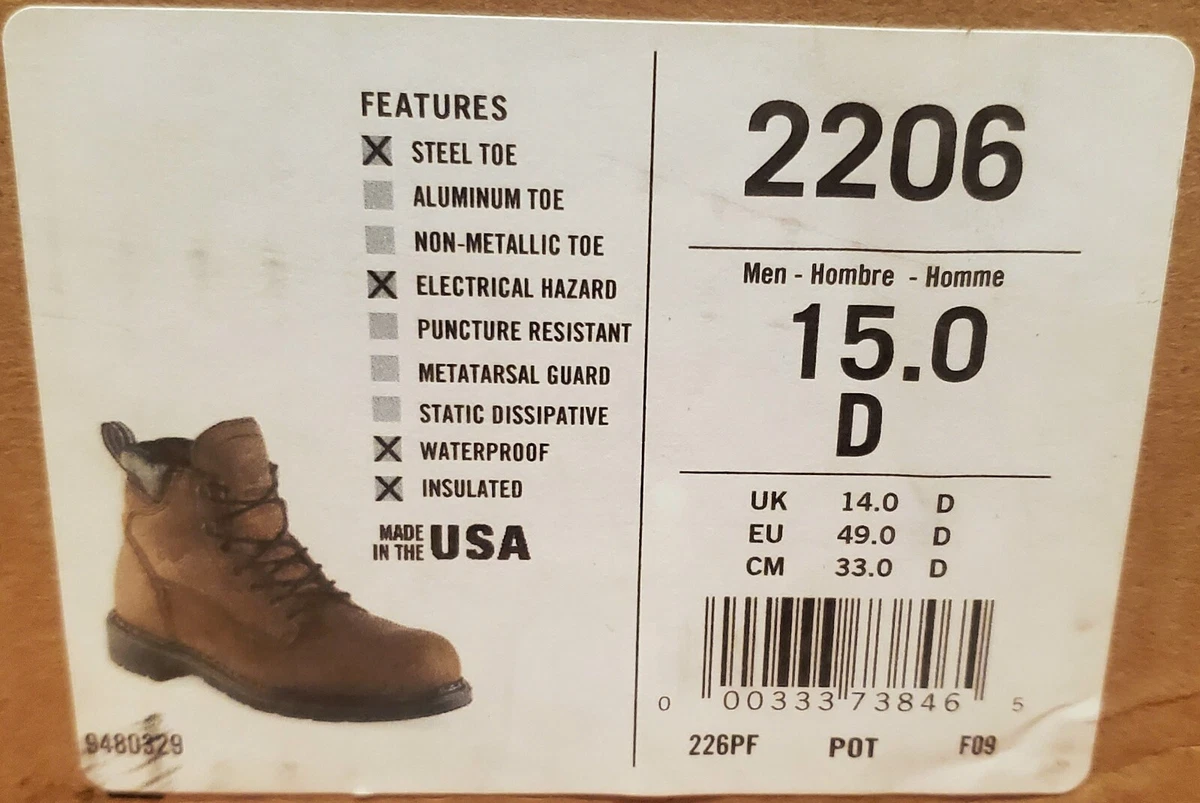 FEATURES
STEEL TOE
ALUMINUM TOE
NON-METALLIC TOE
ELECTRICAL HAZARD
PUNCTURE RESISTANT
METATARSAL GUARD
STATIC DISSIPATIVE
WATERPROOF
INSULATED
MADE IN THE USA
9480329
2206
Men - Hombre - Homme
15.0
D
UK 14.0 D
EU 49.0 D
CM 33.0 D
0 00333 73846 5
226PF POT F09